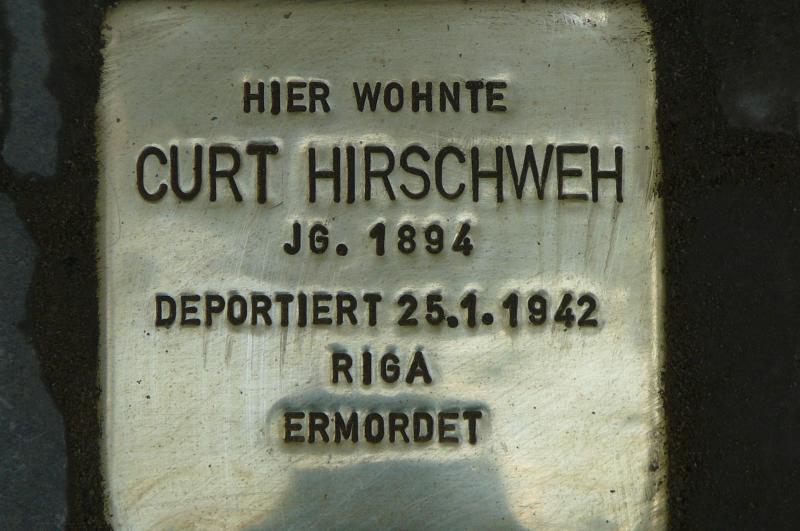 HIER WOHNTE
CURT HIRSCHWEH
JG. 1894
DEPORTIERT 25.1.1942
RIGA
ERMORDET